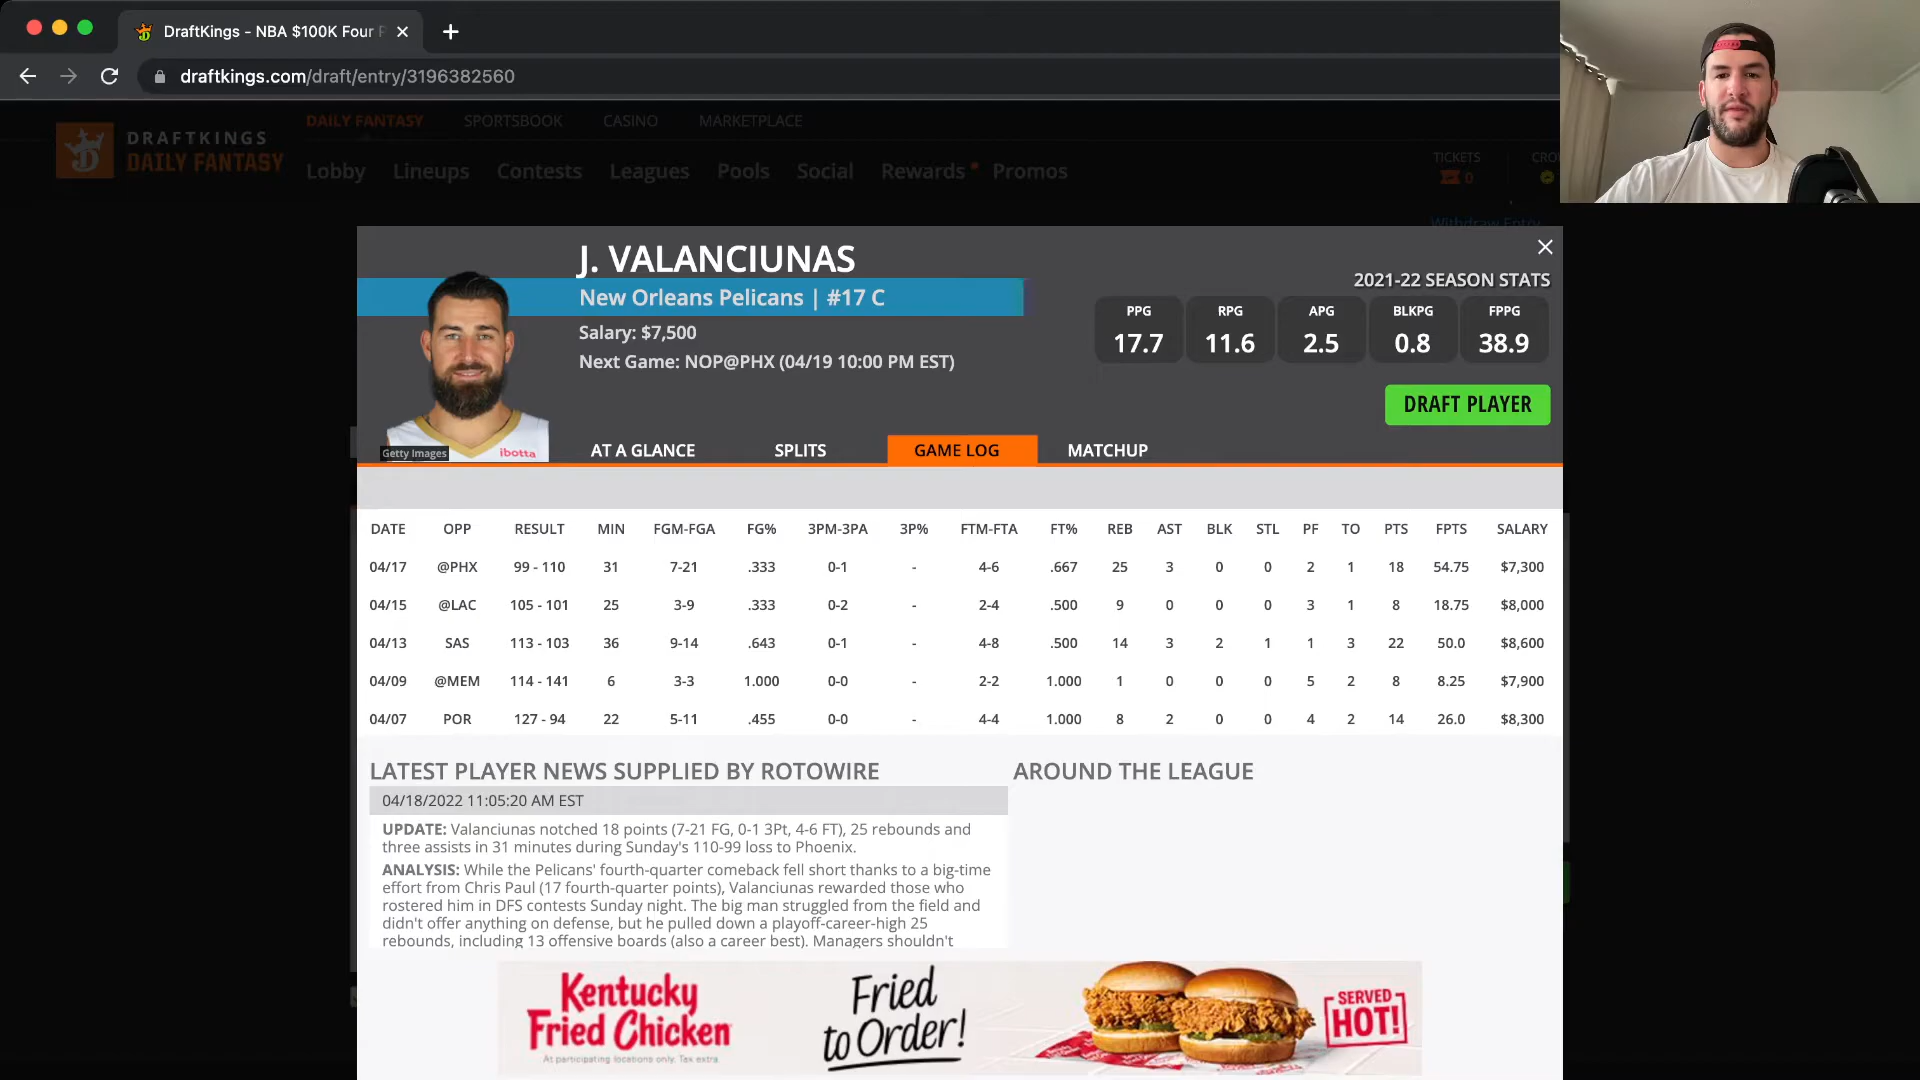 DraftKings - NBA $100K Four
draftkings.com/draft/entry/3196382560
DAILY FANTASY SPORTSBOOK CASINO MARKETPLACE
DRAFTKINGS
DAILY FANTASY
Lobby Lineups Contests Leagues Pools Social Rewards Promos
TICKETS
0
CRO
Withdraw Entry
J. VALANCIUNAS
New Orleans Pelicans | #17 C
Salary: $7,500
Next Game: NOP@PHX (04/19 10:00 PM EST)
2021-22 SEASON STATS
PPG RPG APG BLKPG FPPG
17.7 11.6 2.5 0.8 38.9
DRAFT PLAYER
Getty Images
ibotta
AT A GLANCE SPLITS GAME LOG MATCHUP
DATE OPP RESULT MIN FGM-FGA FG% 3PM-3PA 3P% FTM-FTA FT% REB AST BLK STL PF TO PTS FPTS SALARY
04/17 @PHX 99 - 110 31 7-21 .333 0-1 - 4-6 .667 25 3 0 0 2 1 18 54.75 $7,300
04/15 @LAC 105 - 101 25 3-9 .333 0-2 - 2-4 .500 9 0 0 0 3 1 8 18.75 $8,000
04/13 SAS 113 - 103 36 9-14 .643 0-1 - 4-8 .500 14 3 2 1 1 3 22 50.0 $8,600
04/09 @MEM 114 - 141 6 3-3 1.000 0-0 - 2-2 1.000 1 0 0 0 5 2 8 8.25 $7,900
04/07 POR 127 - 94 22 5-11 .455 0-0 - 4-4 1.000 8 2 0 0 4 2 14 26.0 $8,300
LATEST PLAYER NEWS SUPPLIED BY ROTOWIRE
AROUND THE LEAGUE
04/18/2022 11:05:20 AM EST
UPDATE: Valanciunas notched 18 points (7-21 FG, 0-1 3Pt, 4-6 FT), 25 rebounds and
three assists in 31 minutes during Sunday's 110-99 loss to Phoenix.
ANALYSIS: While the Pelicans' fourth-quarter comeback fell short thanks to a big-time
effort from Chris Paul (17 fourth-quarter points), Valanciunas rewarded those who
rostered him in DFS contests Sunday night. The big man struggled from the field and
didn't offer anything on defense, but he pulled down a playoff-career-high 25
rebounds, including 13 offensive boards (also a career best). Managers shouldn't
Kentucky
Fried Chicken
At participating locations only. Tax extra.
Fried
to Order!
SERVED
HOT!